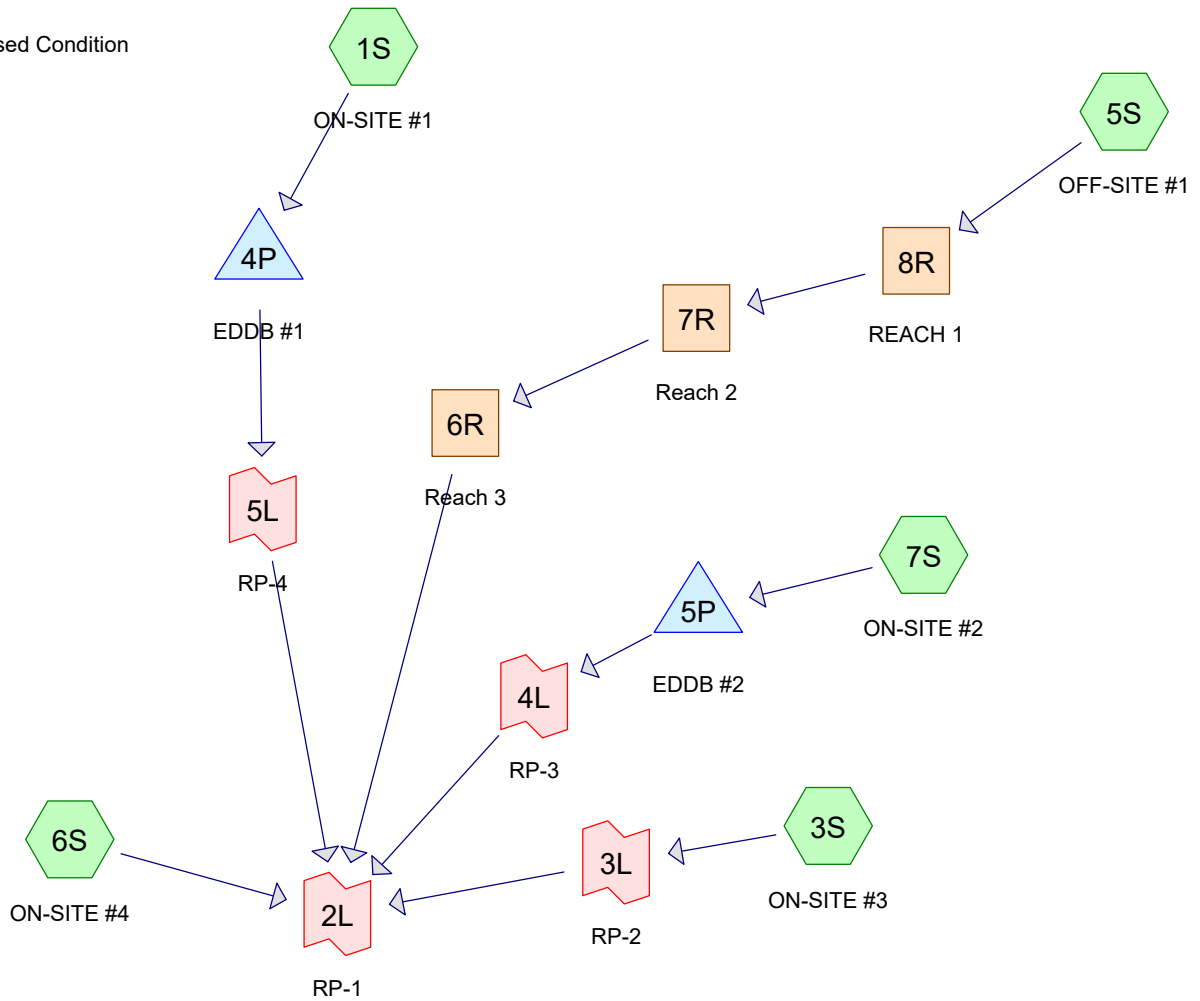 sed Condition
1S
ON-SITE #1
5S
OFF-SITE #1
4P
EDDB #1
8R
REACH 1
7R
Reach 2
6R
Reach 3
5L
RP-4
7S
ON-SITE #2
5P
EDDB #2
4L
RP-3
6S
ON-SITE #4
3S
ON-SITE #3
3L
RP-2
2L
RP-1